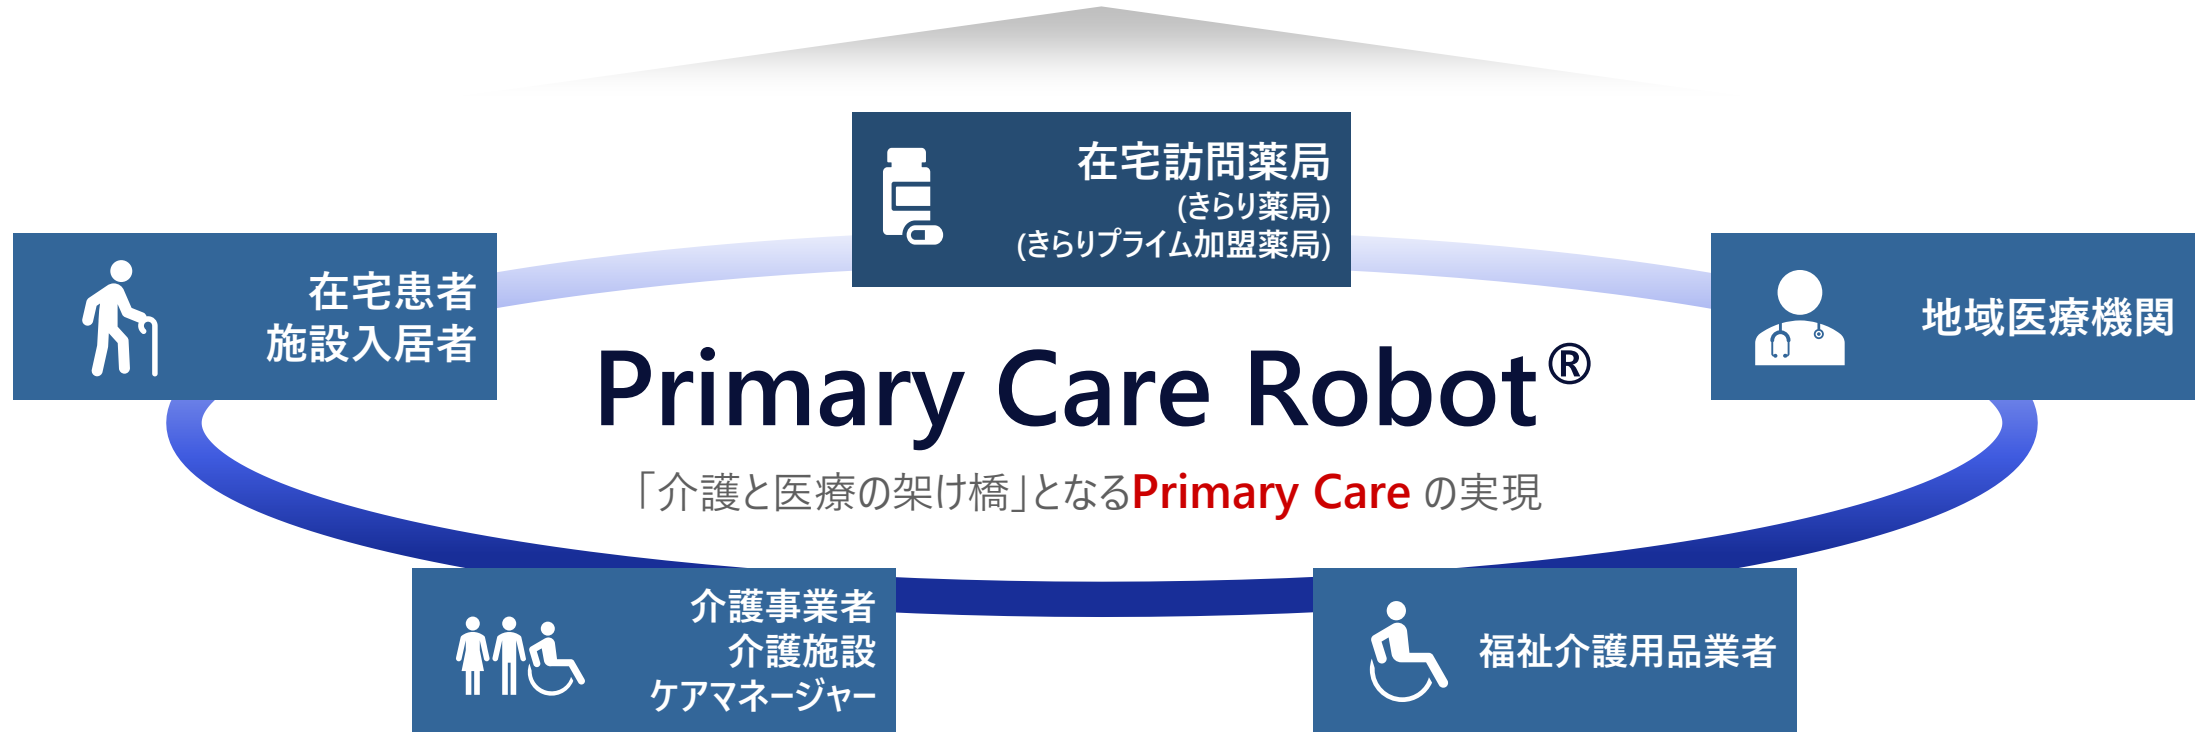 在宅訪問薬局
(きらり薬局)
(きらりプライム加盟薬局)
在宅患者
施設入居者
地域医療機関
Primary Care Robot®
「介護と医療の架け橋」となるPrimary Care の実現
介護事業者
介護施設
ケアマネージャー
福祉介護用品業者